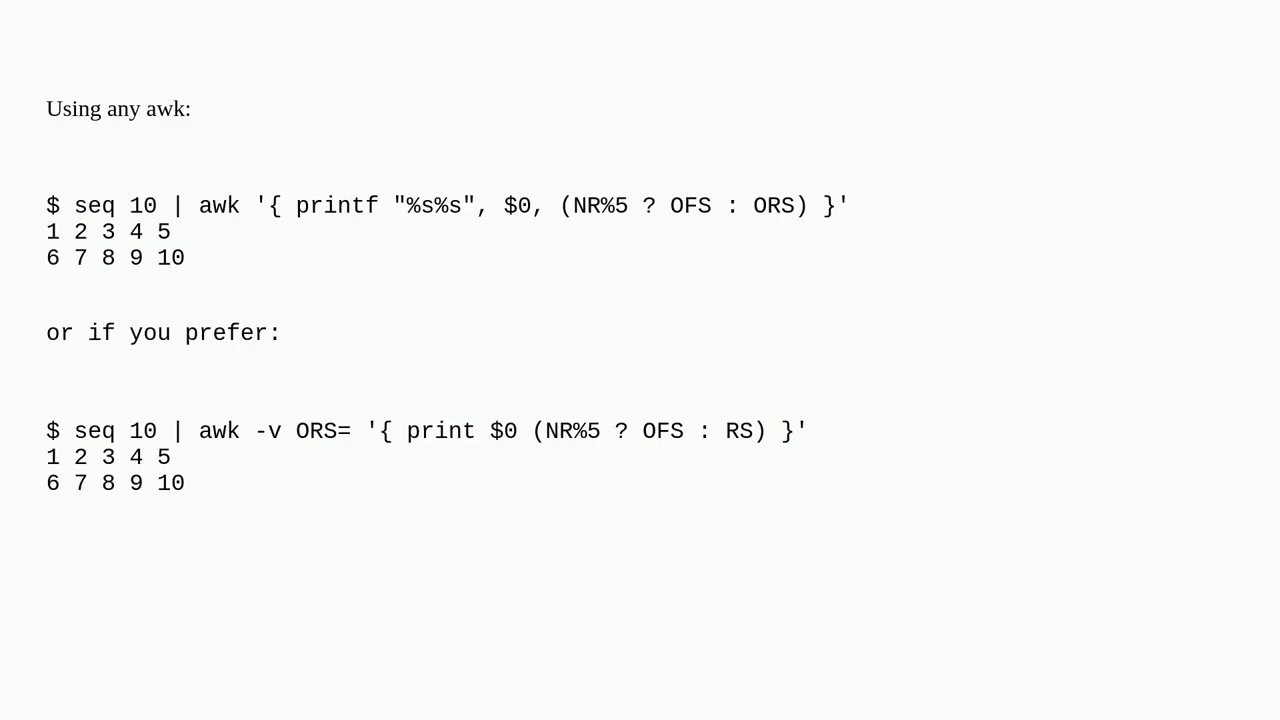 Using any awk:
$ seq 10 | awk '{ printf "%s%s", $0, (NR%5 ? OFS : ORS) }'
1 2 3 4 5
6 7 8 9 10
or if you prefer:
$ seq 10 | awk -v ORS= '{ print $0 (NR%5 ? OFS : RS) }'
1 2 3 4 5
6 7 8 9 10